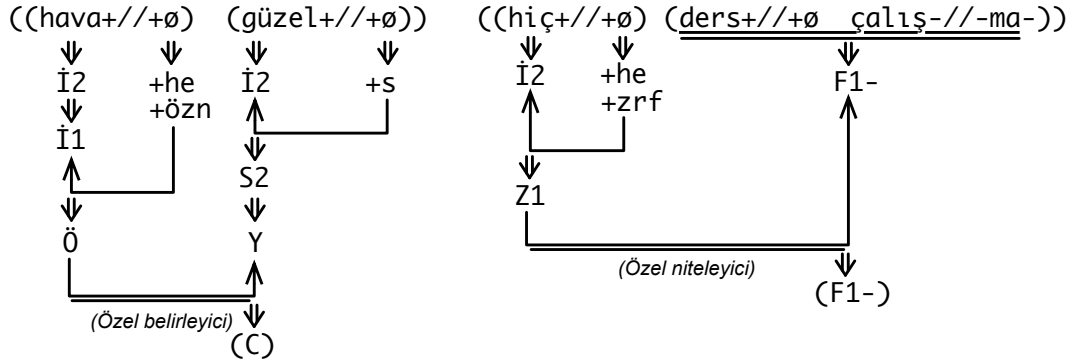 ((hava+//+ø) (güzel+//+ø)) ((hiç+//+ø) (ders+//+ø çalış-//-ma-))
İ2 +he İ2 +s İ2 +he F1-
+özn +zrf
İ1
S2 Z1
Ö Y
(Özel niteleyici)
(F1-)
(Özel belirleyici)
(C)